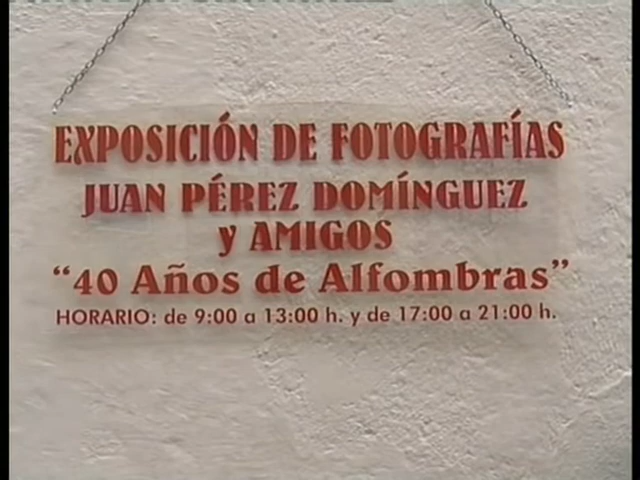 EXPOSICIÓN DE FOTOGRAFÍAS
JUAN PÉREZ DOMÍNGUEZ
y AMIGOS
“40 Años de Alfombras”
HORARIO: de 9:00 a 13:00 h. y de 17:00 a 21:00 h.